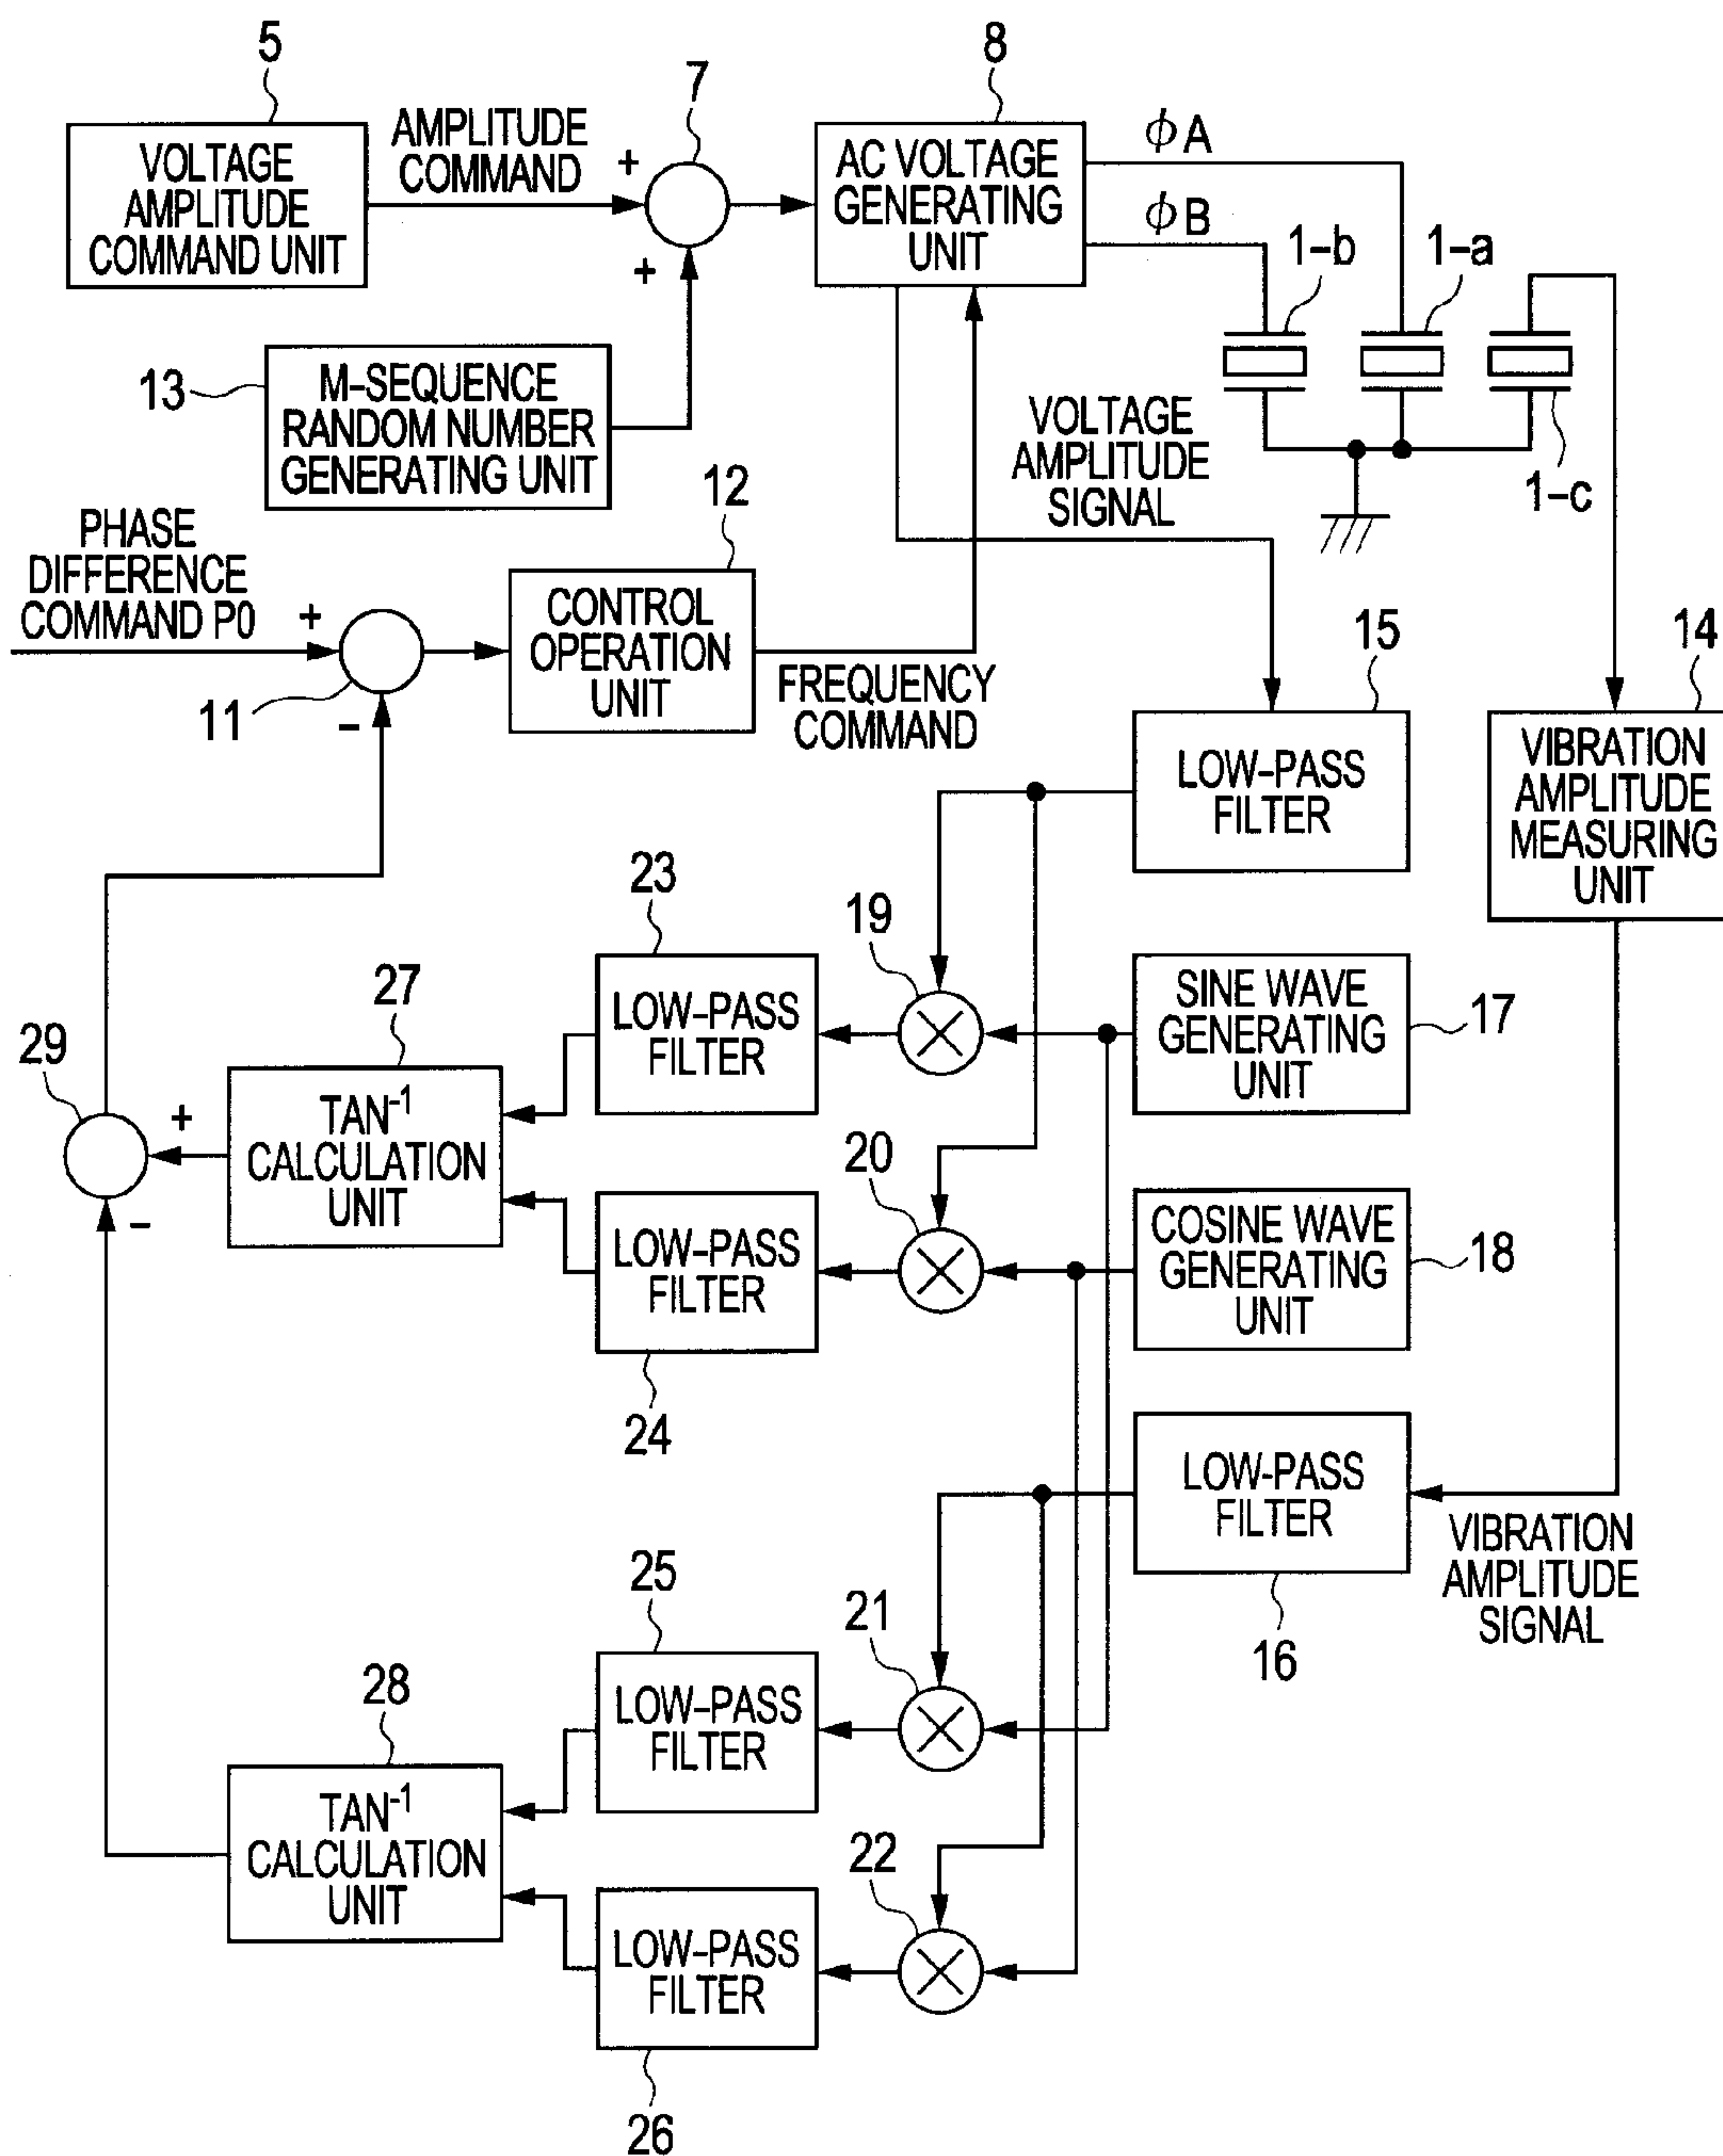 5
VOLTAGE
AMPLITUDE
COMMAND UNIT
AMPLITUDE
COMMAND
+
7
+
8
AC VOLTAGE
GENERATING
UNIT
ϕA
ϕB
1-b
1-a
1-c
13
M-SEQUENCE
RANDOM NUMBER
GENERATING UNIT
VOLTAGE
AMPLITUDE
SIGNAL
PHASE
DIFFERENCE
COMMAND P0
+
11
-
12
CONTROL
OPERATION
UNIT
FREQUENCY
COMMAND
15
LOW-PASS
FILTER
14
VIBRATION
AMPLITUDE
MEASURING
UNIT
23
LOW-PASS
FILTER
19
SINE WAVE
GENERATING
UNIT
17
27
TAN-1
CALCULATION
UNIT
29
+
-
20
LOW-PASS
FILTER
24
COSINE WAVE
GENERATING
UNIT
18
LOW-PASS
FILTER
16
VIBRATION
AMPLITUDE
SIGNAL
25
LOW-PASS
FILTER
21
28
TAN-1
CALCULATION
UNIT
22
LOW-PASS
FILTER
26